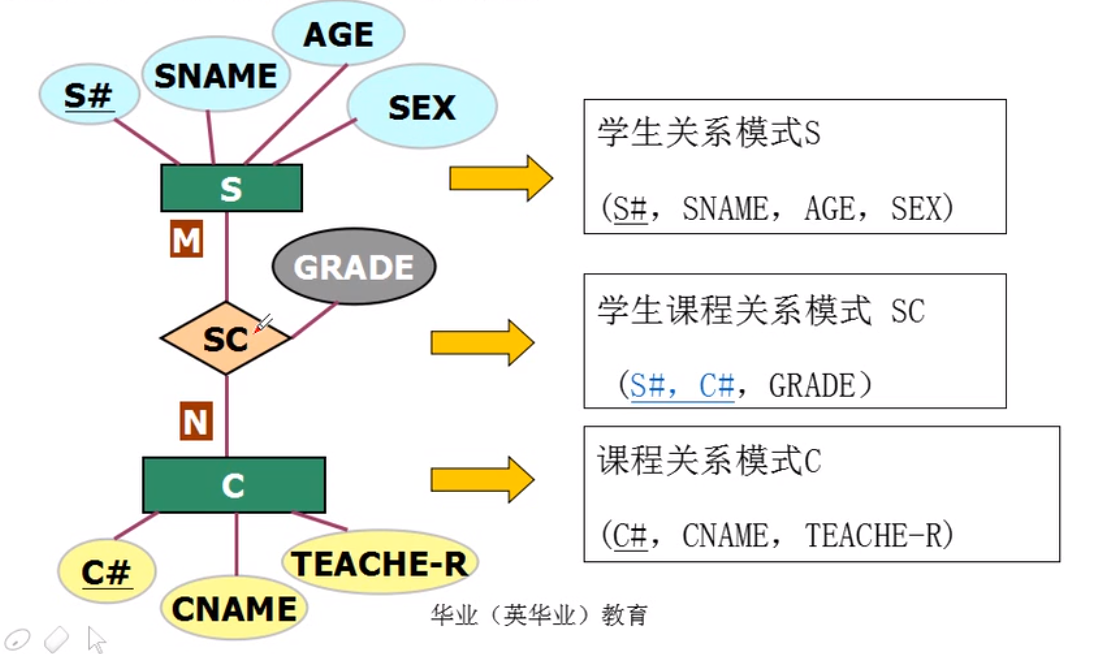 AGE
SNAME
S#
SEX
S
M
GRADE
SC
N
C
C#
CNAME
TEACHE-R
学生关系模式S
(S#, SNAME, AGE, SEX)
学生课程关系模式 SC
(S#, C#, GRADE)
课程关系模式C
(C#, CNAME, TEACHE-R)
华业（英华业）教育